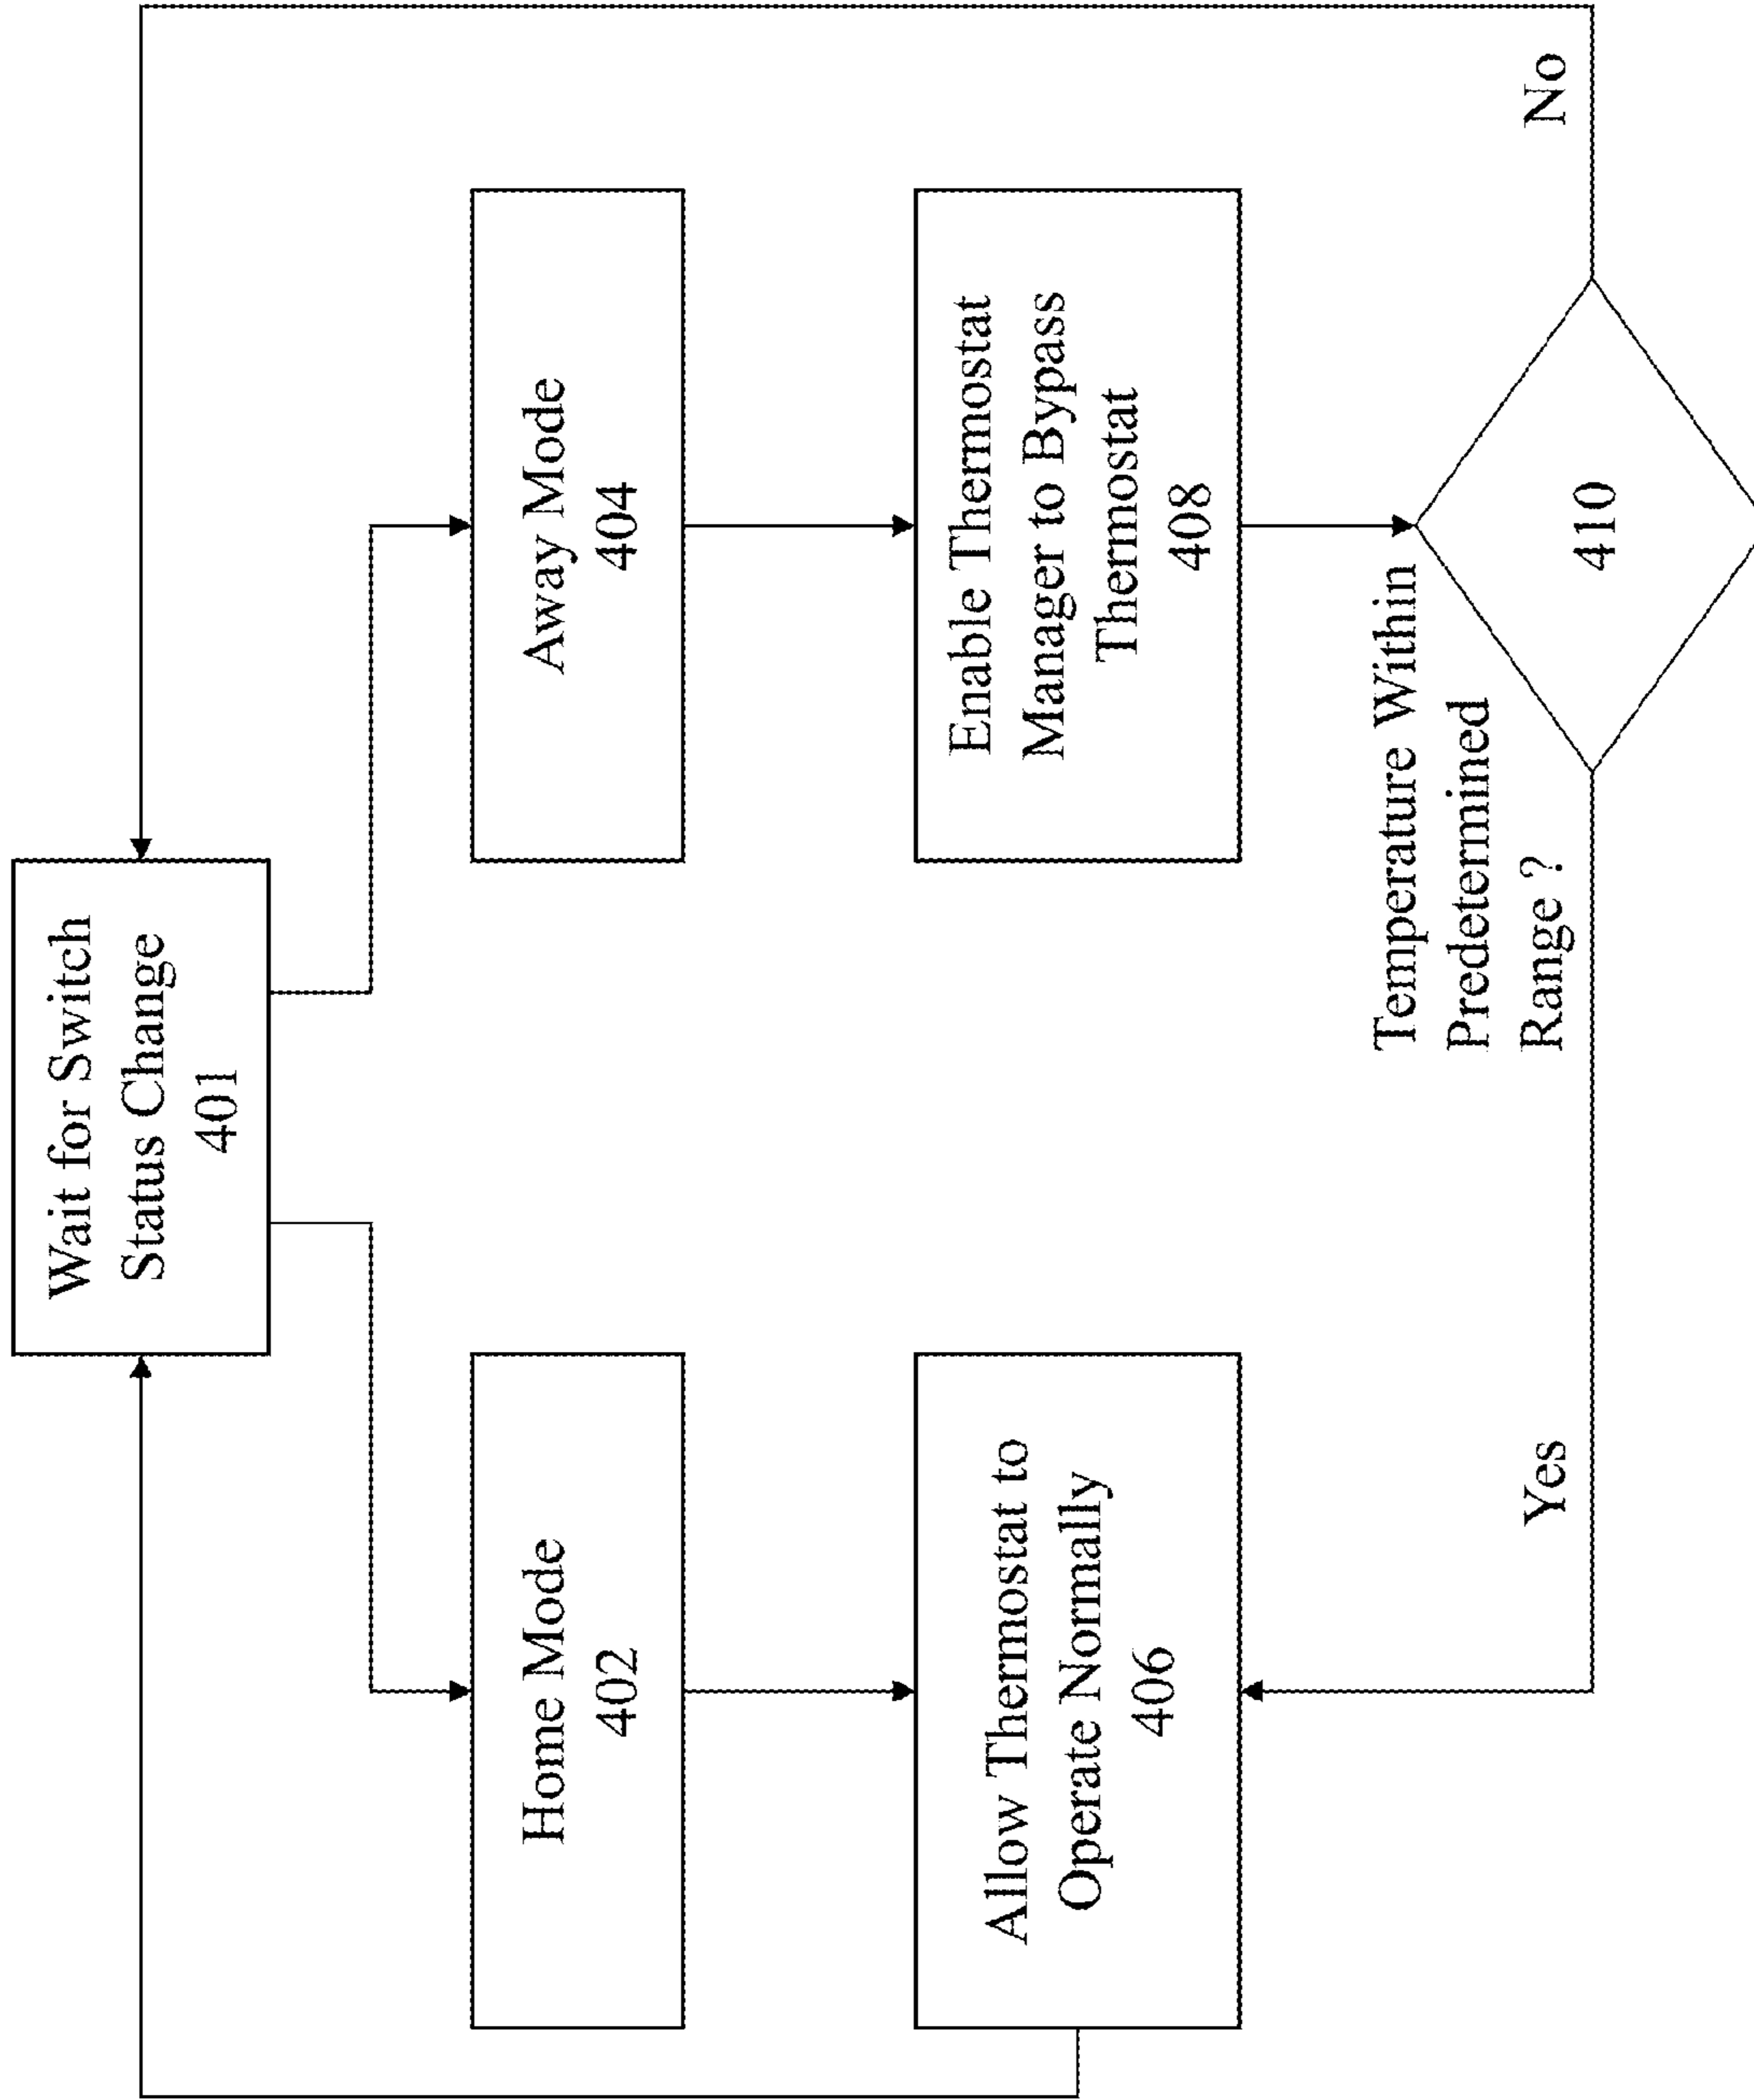 Wait for Switch
Status Change
401
Home Mode
402
Away Mode
404
Allow Thermostat to
Operate Normally
406
Enable Thermostat
Manager to Bypass
Thermostat
408
Temperature Within
Predetermined
Range ?
410
Yes
No